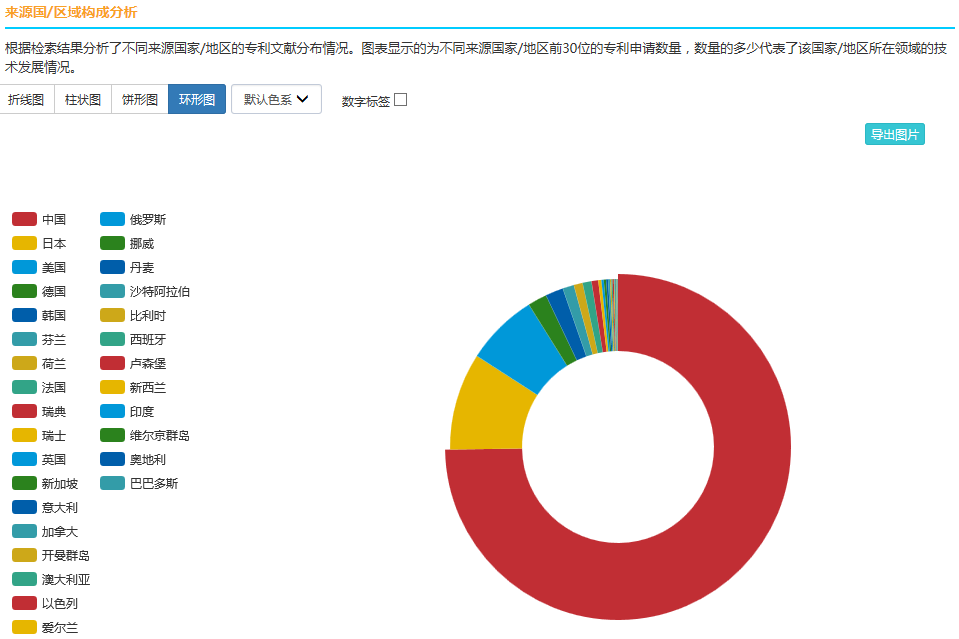 来源国/区域构成分析
根据检索结果分析了不同来源国家/地区的专利文献分布情况。图表显示的为不同来源国家/地区前30位的专利申请数量，数量的多少代表了该国家/地区所在领域的技
术发展情况。
折线图 柱状图 饼形图 环形图 默认色系 数字标签
导出图片
中国 俄罗斯
日本 挪威
美国 丹麦
德国 沙特阿拉伯
韩国 比利时
芬兰 西班牙
荷兰 卢森堡
法国 新西兰
瑞典 印度
瑞士 维尔京群岛
英国 奥地利
新加坡 巴巴多斯
意大利
加拿大
开曼群岛
澳大利亚
以色列
爱尔兰